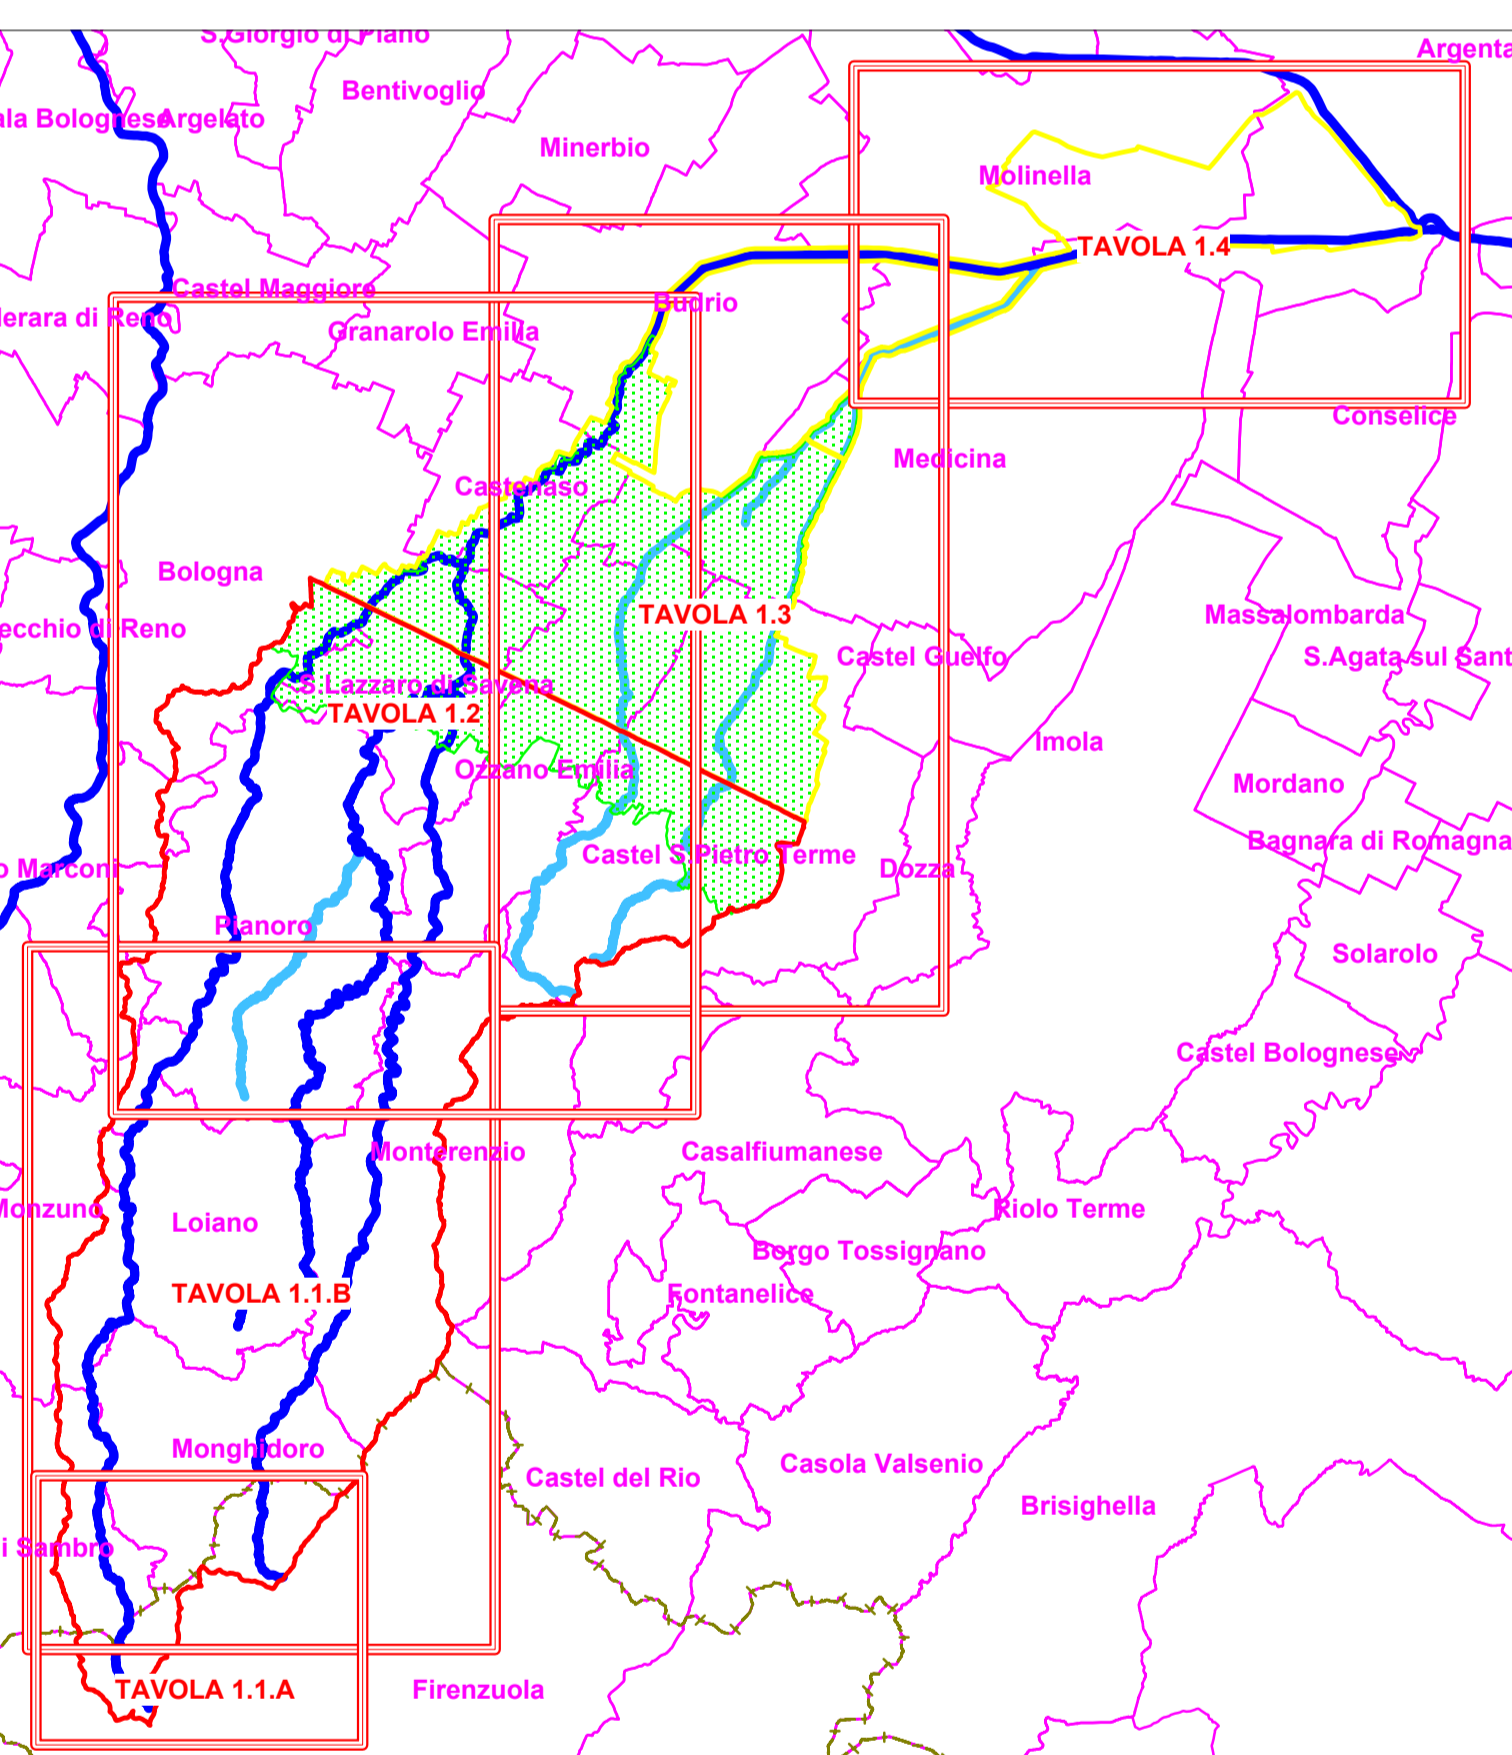 S.Giorgio di Piano
Argenta
Bentivoglio
ala Bolognese
Argelato
Minerbio
Molinella
TAVOLA 1.4
Castel Maggiore
Budrio
derara di Reno
Granarolo Emilia
Conselice
Medicina
Castenaso
Bologna
TAVOLA 1.3
Massalombarda
ecchio di Reno
Castel Guelfo
S.Agata sul Sant
S.Lazzaro di Savena
TAVOLA 1.2
Imola
Ozzano Emilia
Mordano
Bagnara di Romagna
Castel S.Pietro Terme
Dozza
o Marconi
Pianoro
Solarolo
Castel Bolognese
Monterenzio
Casalfiumanese
Monzuno
Loiano
Riolo Terme
Borgo Tossignano
TAVOLA 1.1.B
Fontanelice
Monghidoro
Casola Valsenio
Castel del Rio
Brisighella
i Sambro
TAVOLA 1.1.A
Firenzuola